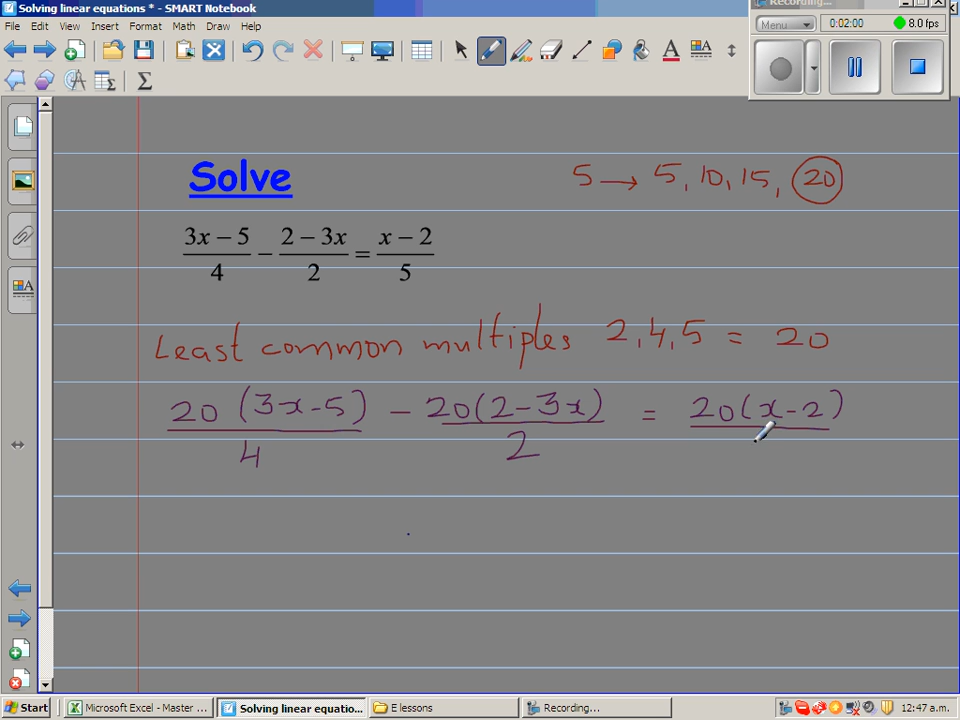 Solving linear equations * - SMART Notebook
Recording...
File Edit View Insert Format Math Draw Help
Menu 0:02:00 8.0 fps
Solve
5 → 5, 10, 15, 20
3x – 5 / 4 – 2 – 3x / 2 = x – 2 / 5
Least common multiples 2, 4, 5 = 20
20 (3x-5) / 4 – 20(2-3x) / 2 = 20(x-2)
Start Microsoft Excel - Master ... Solving linear equatio... E lessons Recording... 12:47 a.m.